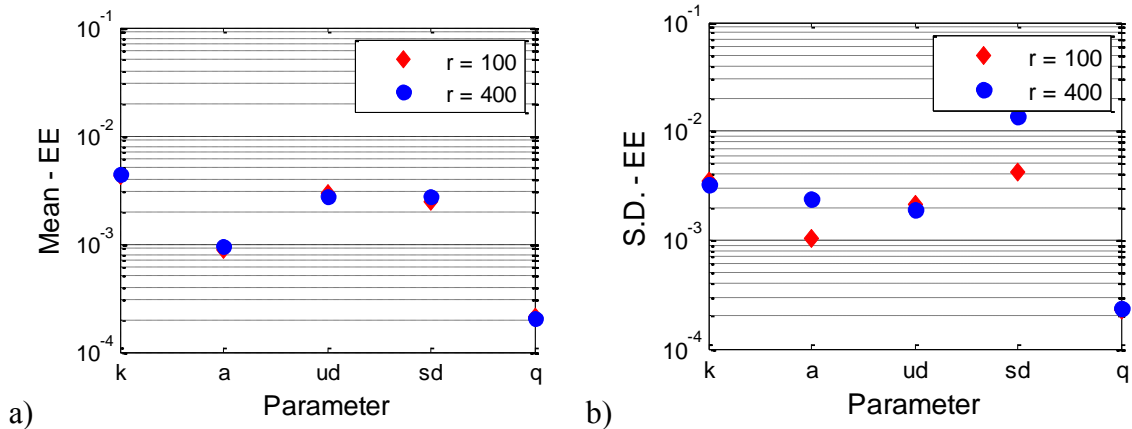 10^-1
10^-2
10^-3
10^-4
Mean - EE
r = 100
r = 400
k a ud sd q
Parameter
a)
10^-1
10^-2
10^-3
10^-4
S.D. - EE
r = 100
r = 400
k a ud sd q
Parameter
b)